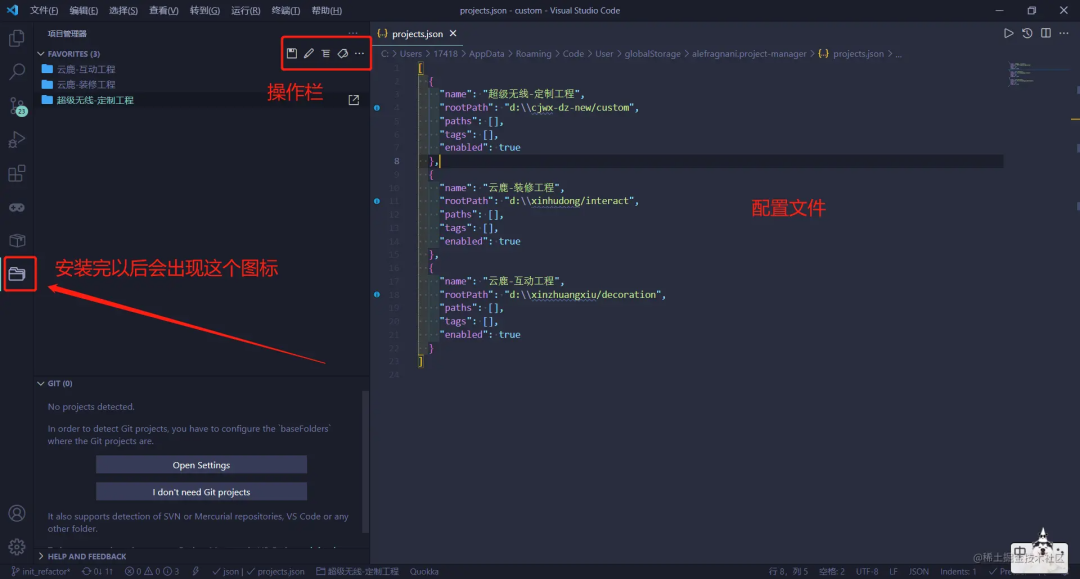 文件(F) 编辑(E) 选择(S) 查看(V) 转到(G) 运行(R) 终端(T) 帮助(H) projects.json - custom - Visual Studio Code
项目管理器
FAVORITES (3)
云鹿-互动工程
云鹿-装修工程
超级无线-定制工程
操作栏
23
安装完以后会出现这个图标
GIT (0)
No projects detected.
In order to detect Git projects, you have to configure the `baseFolders`
where the Git projects are.
Open Settings
I don't need Git projects
It also supports detection of SVN or Mercurial repositories, VS Code or any
other folder.
HELP AND FEEDBACK
{..} projects.json
C: > Users > 17418 > AppData > Roaming > Code > User > globalStorage > alefragnani.project-manager > {..} projects.json > ...
[
{
"name": "超级无线-定制工程",
"rootPath": "d:\\cjwx-dz-new/custom",
"paths": [],
"tags": [],
"enabled": true
8 },
{
"name": "云鹿-装修工程",
"rootPath": "d:\\xinhudong/interact",
"paths": [],
"tags": [],
"enabled": true
},
{
"name": "云鹿-互动工程",
"rootPath": "d:\\xinzhuangxiu/decoration",
"paths": [],
"tags": [],
"enabled": true
}
]
配置文件
@稀土掘金技术社区
中
init_refactor* 0↓ 1↑ 0 0 3 json projects.json 超级无线-定制工程 Quokka 行 8，列 5 空格: 2 UTF-8 LF JSON Indents: 1